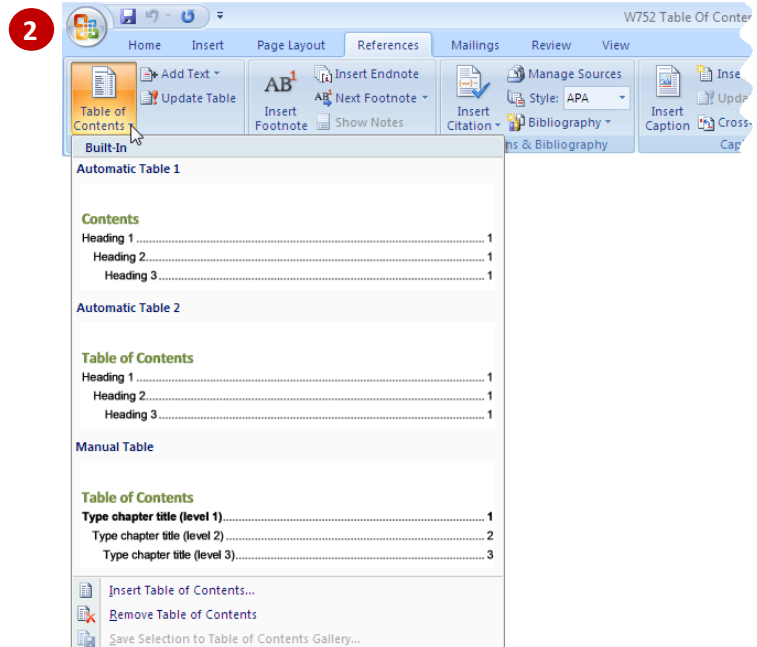 2
W752 Table Of Conte
Home Insert Page Layout References Mailings Review View
Table of Contents
Add Text
Update Table
AB1
Insert Footnote
Insert Endnote
AB1 Next Footnote
Show Notes
Insert Citation
Manage Sources
Style: APA
Bibliography
Insert Caption
Inse
Upda
Cross-
ns & Bibliography
Cap
Built-In
Automatic Table 1
Contents
Heading 1 ........ 1
Heading 2 ........ 1
Heading 3 ........ 1
Automatic Table 2
Table of Contents
Heading 1 ........ 1
Heading 2 ........ 1
Heading 3 ........ 1
Manual Table
Table of Contents
Type chapter title (level 1) ........ 1
Type chapter title (level 2) ........ 2
Type chapter title (level 3) ........ 3
Insert Table of Contents...
Remove Table of Contents
Save Selection to Table of Contents Gallery...